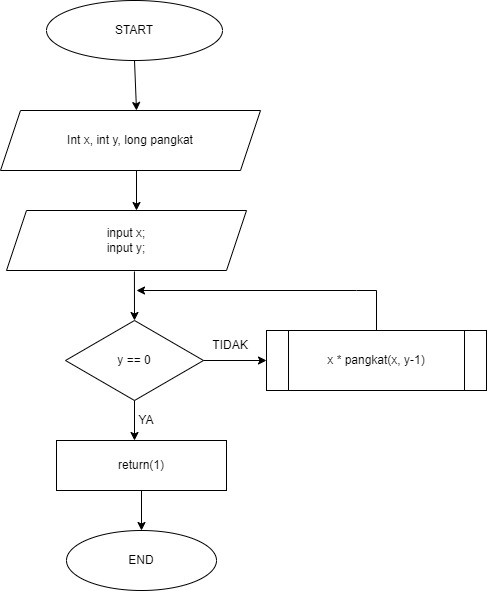 START
Int x, int y, long pangkat
input x;
input y;
y == 0
TIDAK
x * pangkat(x, y-1)
YA
return(1)
END